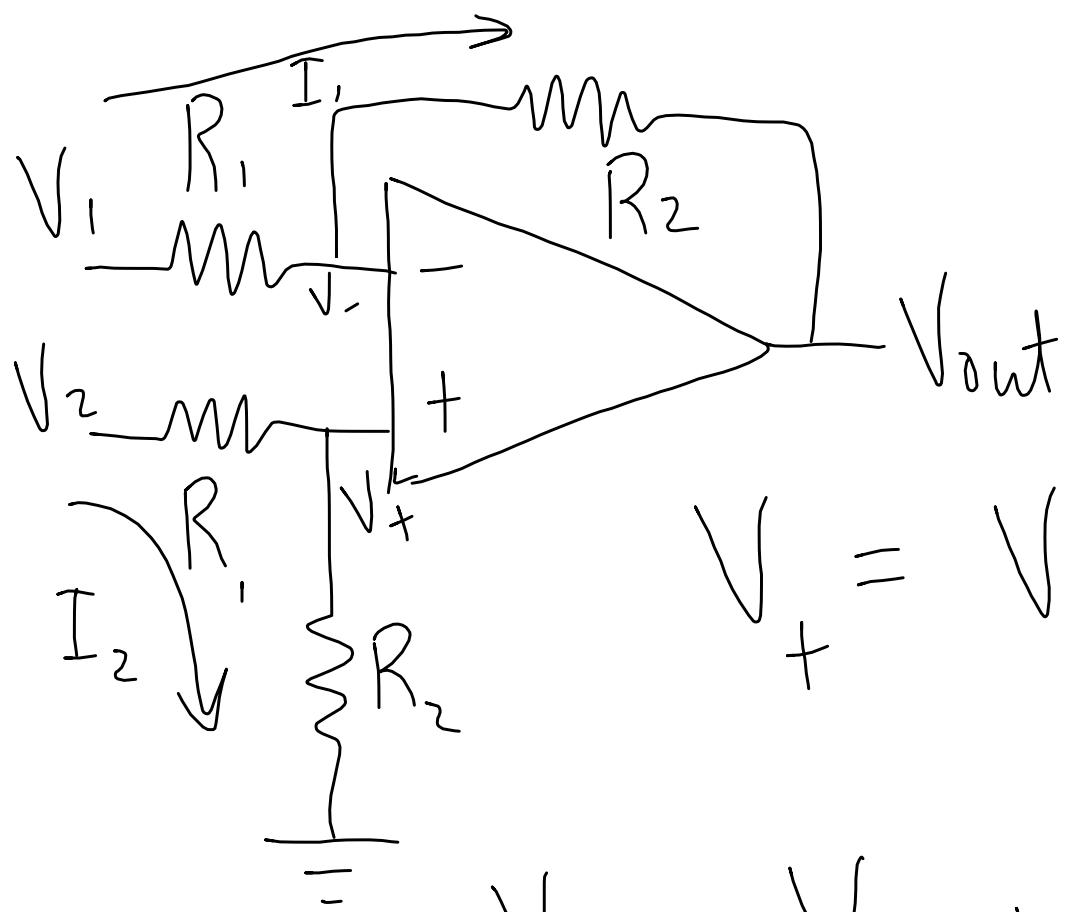 I₁
R₁
V₁
R₂
−
V₋
V₂
+
Vout
R₁
V₊
V₊ = V
I₂
R₂
V V